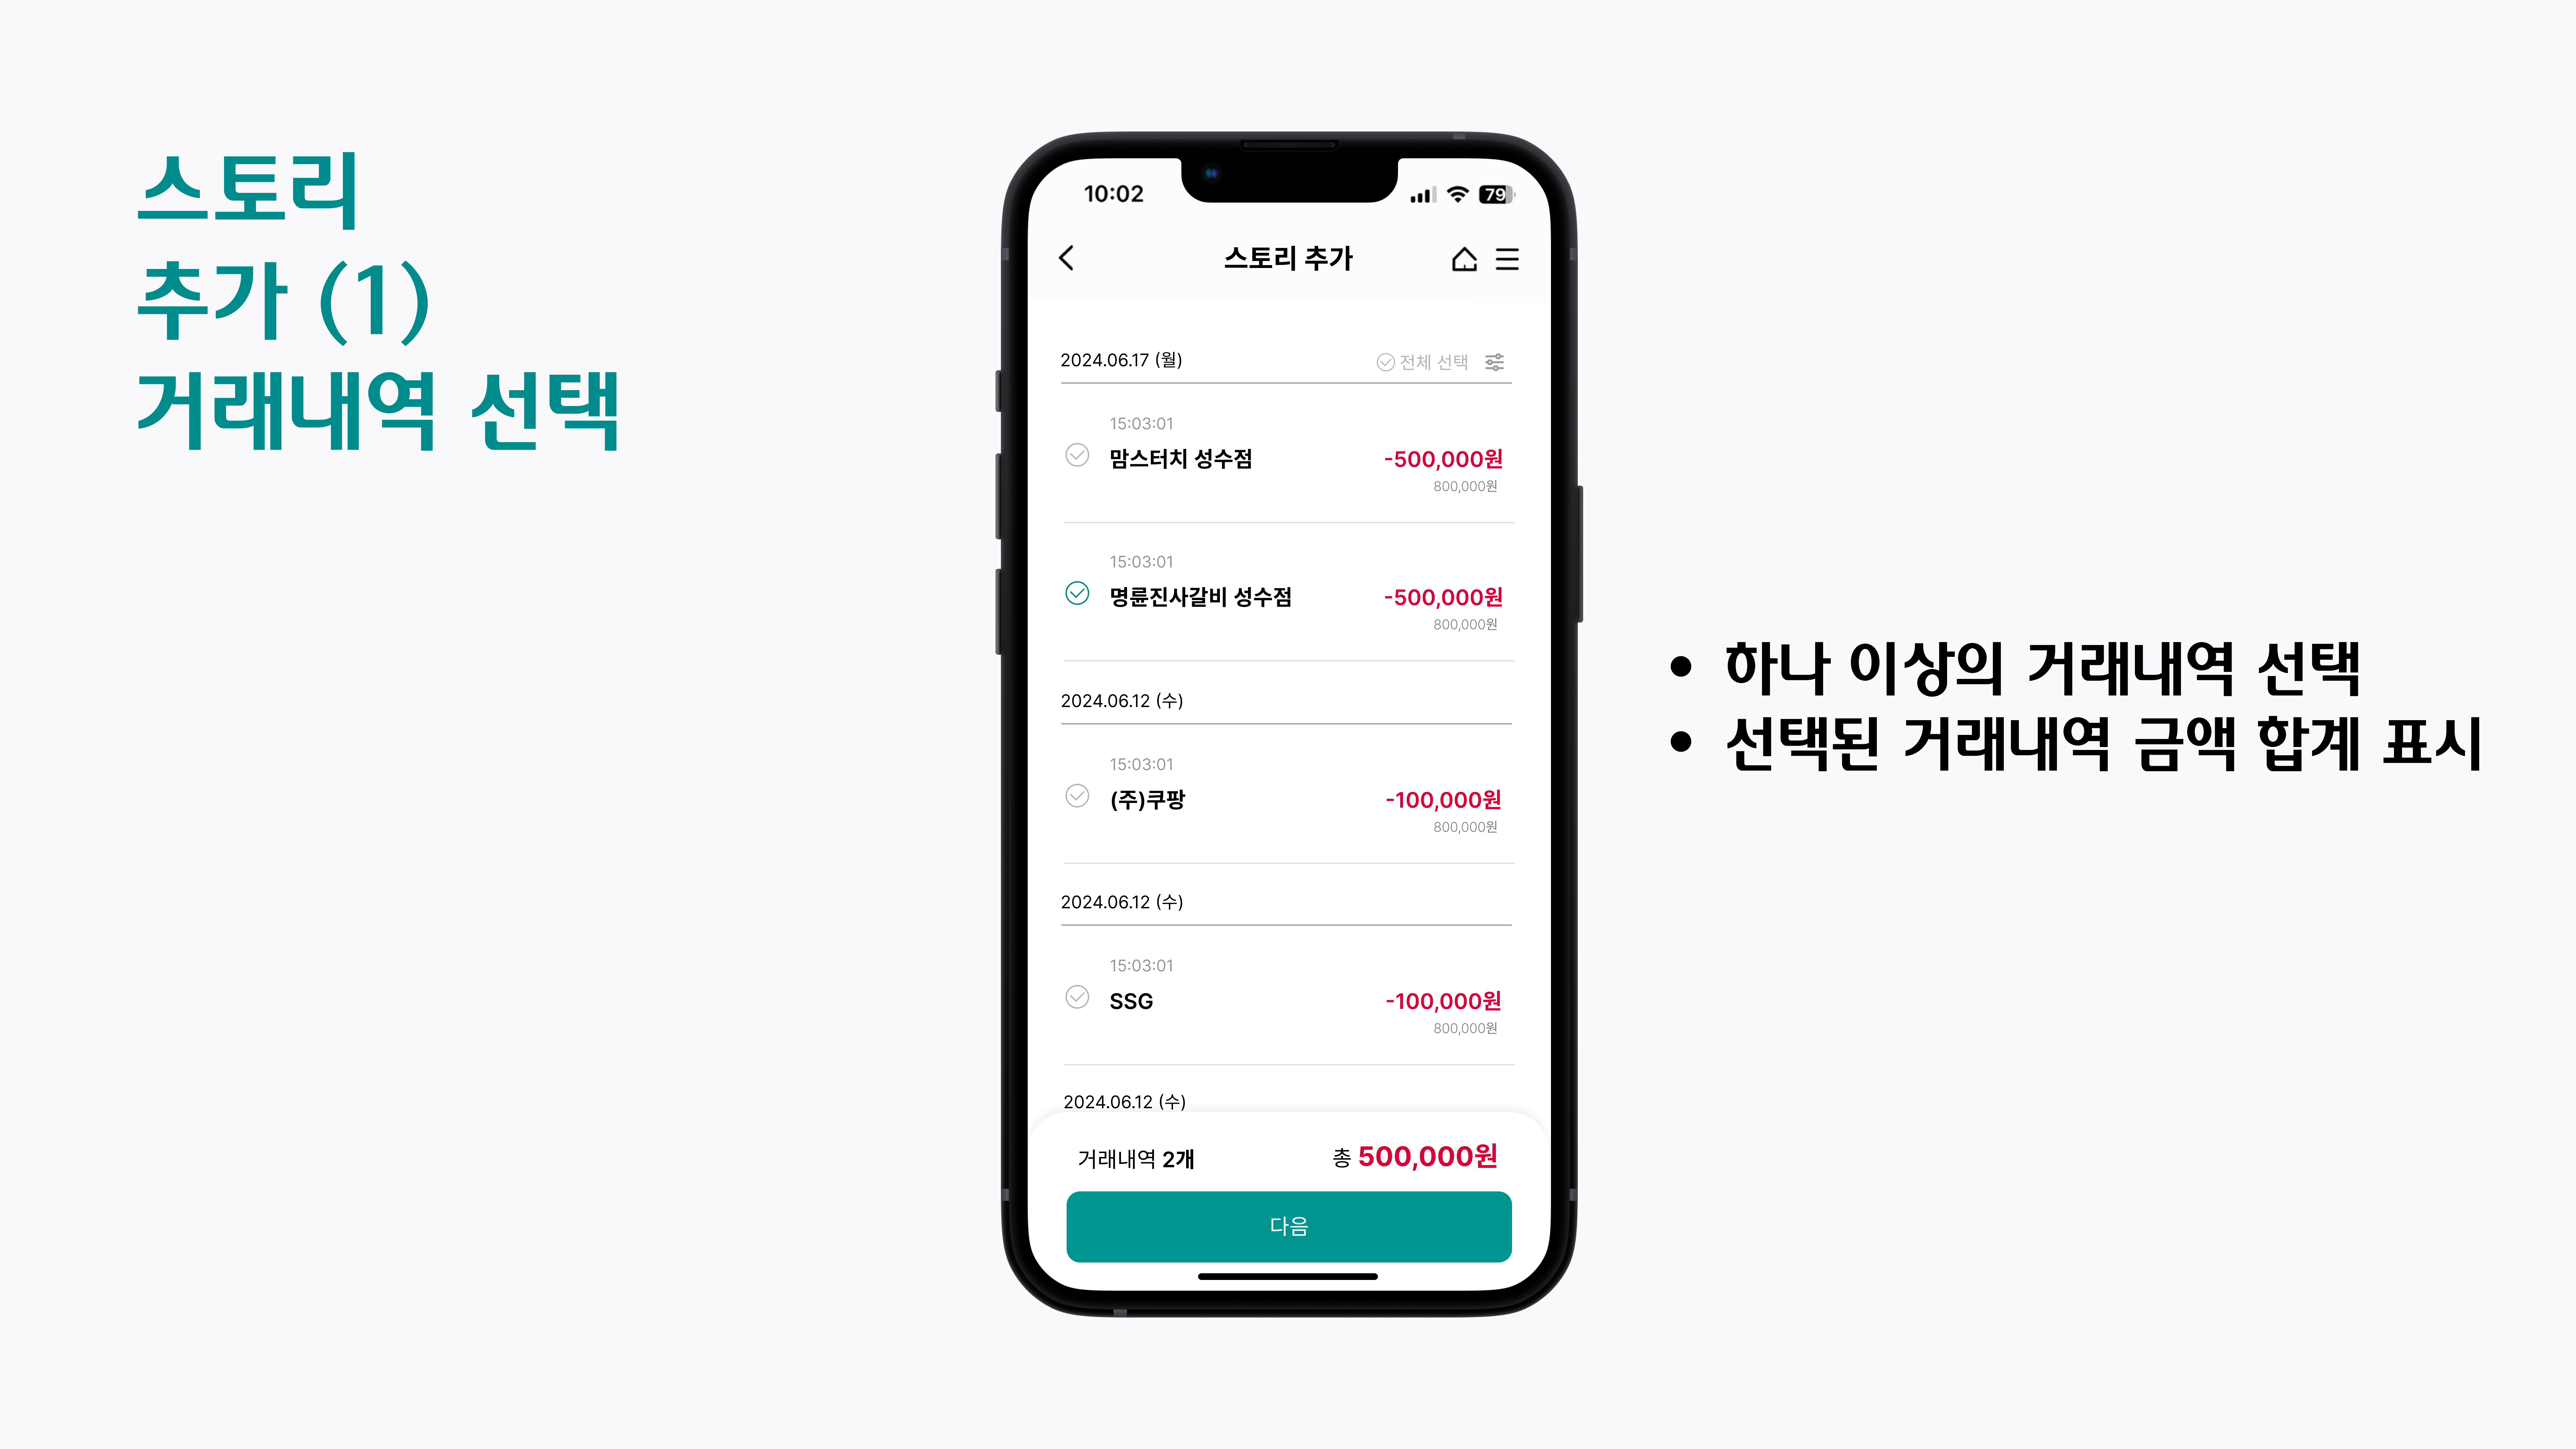 스토리
추가 (1)
거래내역 선택
10:02
79
스토리 추가
2024.06.17 (월)
전체 선택
15:03:01
맘스터치 성수점
-500,000원
800,000원
15:03:01
명륜진사갈비 성수점
-500,000원
800,000원
2024.06.12 (수)
15:03:01
(주)쿠팡
-100,000원
800,000원
2024.06.12 (수)
15:03:01
SSG
-100,000원
800,000원
2024.06.12 (수)
거래내역 2개
총 500,000원
다음
• 하나 이상의 거래내역 선택
• 선택된 거래내역 금액 합계 표시